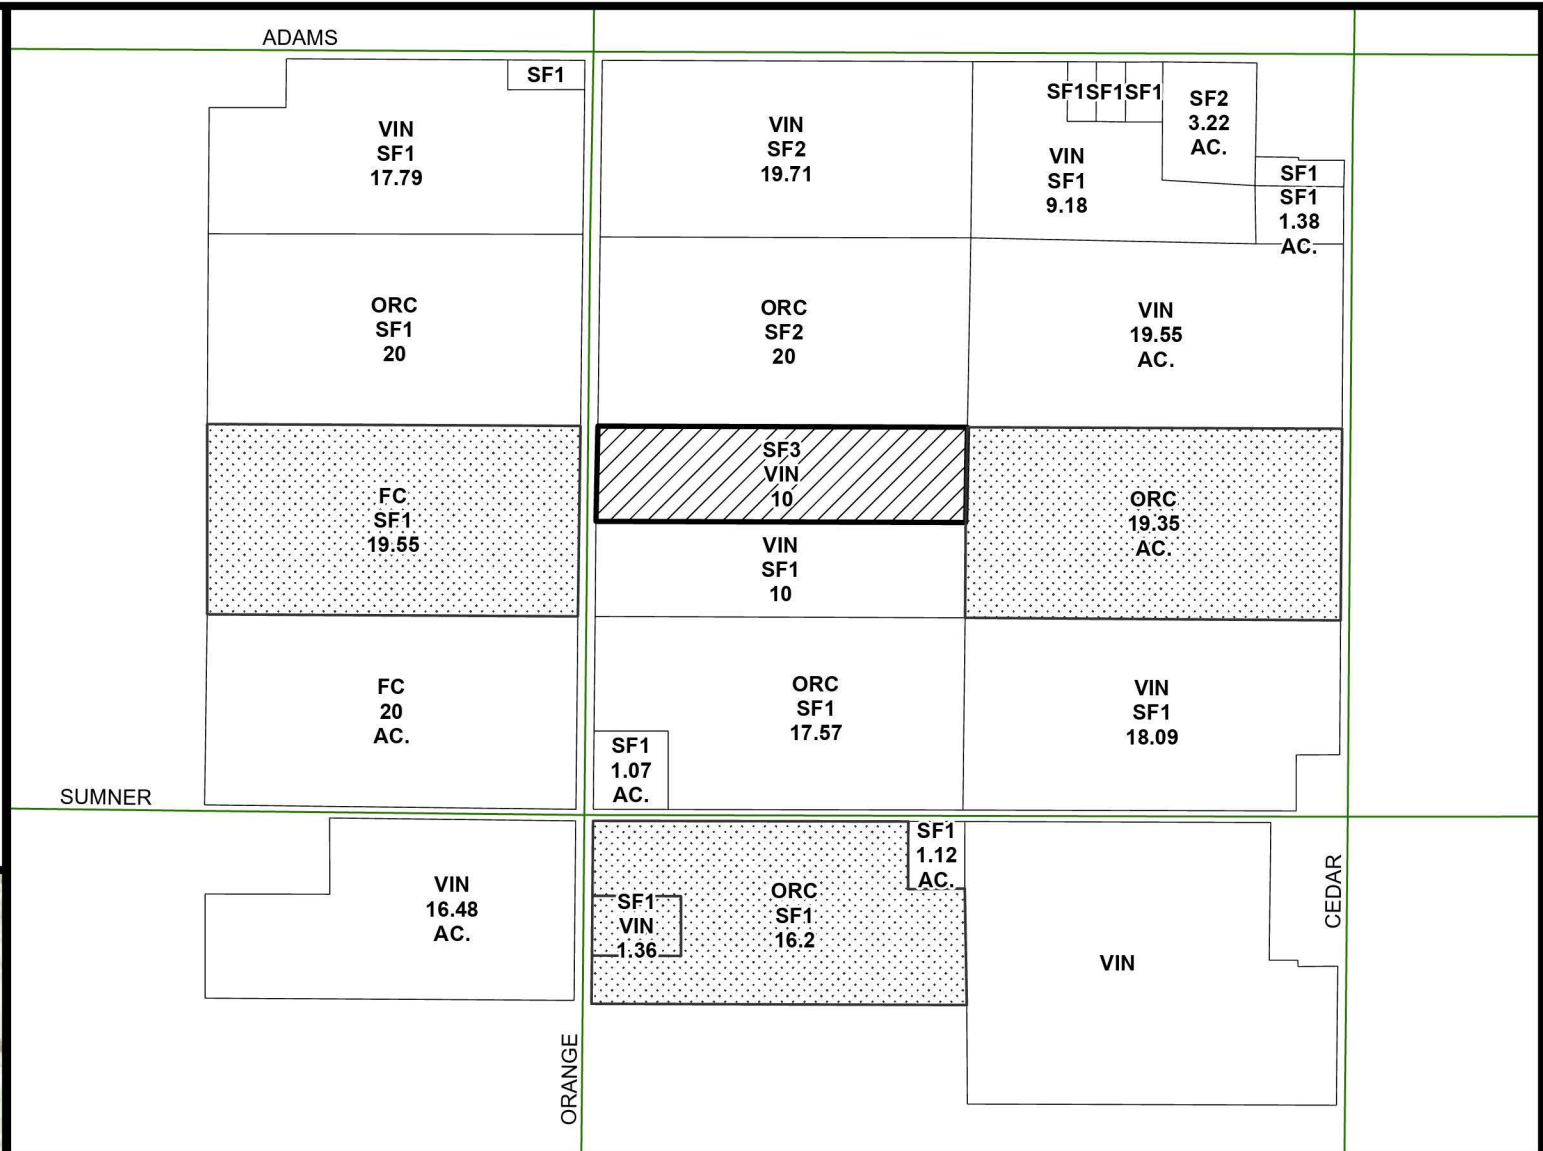 ADAMS
SF1
VIN
SF1
17.79
VIN
SF2
19.71
SF1
SF1
SF1
SF2
3.22
AC.
VIN
SF1
9.18
SF1
SF1
1.38
AC.
ORC
SF1
20
ORC
SF2
20
VIN
19.55
AC.
FC
SF1
19.55
SF3
VIN
10
VIN
SF1
10
ORC
19.35
AC.
FC
20
AC.
ORC
SF1
17.57
SF1
1.07
AC.
VIN
SF1
18.09
SUMNER
VIN
16.48
AC.
SF1
VIN
1.36
ORC
SF1
16.2
SF1
1.12
AC.
VIN
CEDAR
ORANGE